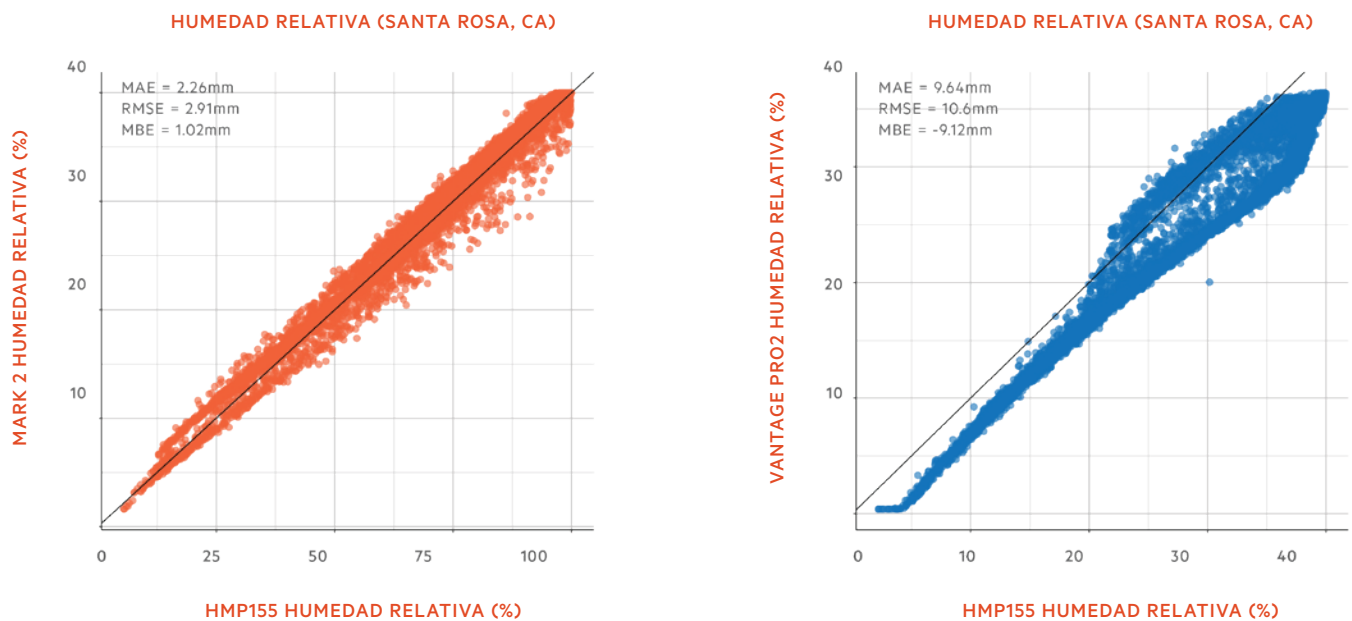 HUMEDAD RELATIVA (SANTA ROSA, CA)
MARK 2 HUMEDAD RELATIVA (%)
40
30
20
10
MAE = 2.26mm
RMSE = 2.91mm
MBE = 1.02mm
0 25 50 75 100
HMP155 HUMEDAD RELATIVA (%)
HUMEDAD RELATIVA (SANTA ROSA, CA)
VANTAGE PRO2 HUMEDAD RELATIVA (%)
40
30
20
10
MAE = 9.64mm
RMSE = 10.6mm
MBE = -9.12mm
0 10 20 30 40
HMP155 HUMEDAD RELATIVA (%)